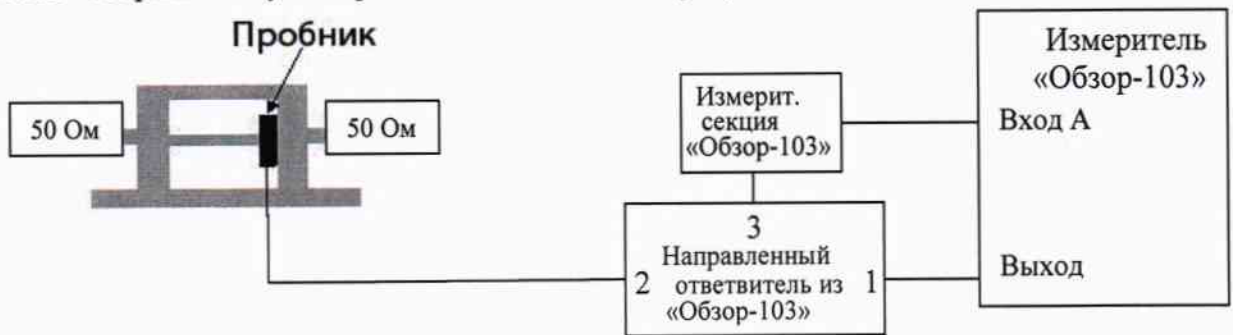 Пробник
50 Ом
50 Ом
Измерит.
секция
«Обзор-103»
Измеритель
«Обзор-103»
Вход А
3
Направленный
2 ответвитель из 1
«Обзор-103»
Выход